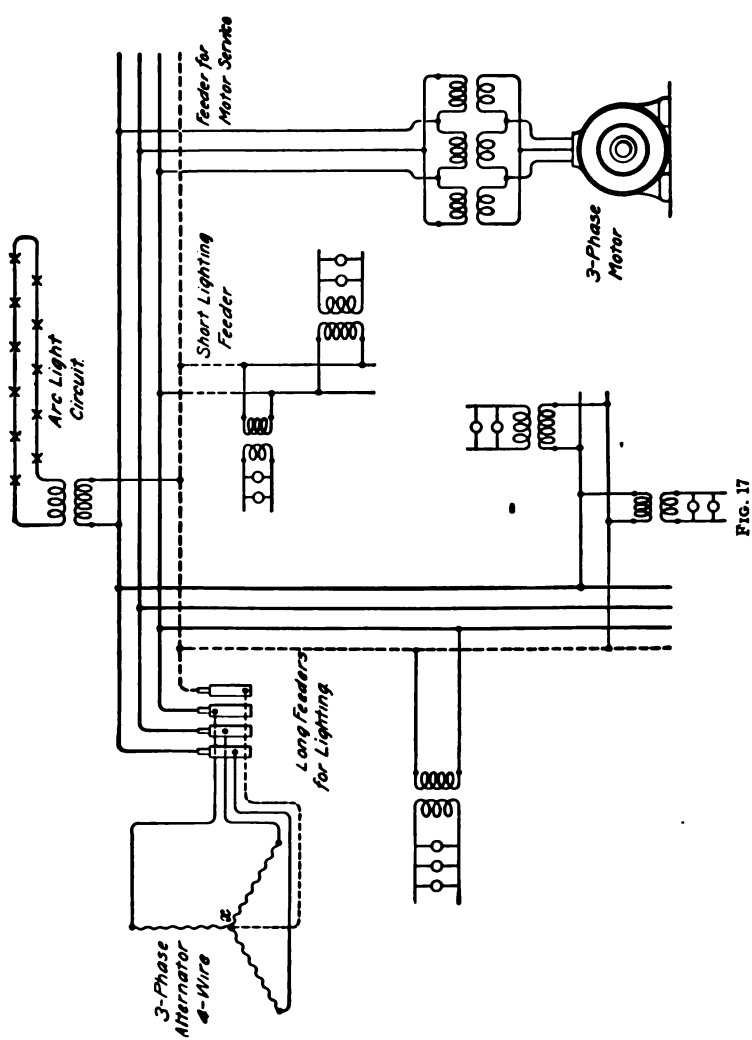 Feeder for
Motor Service
Arc Light
Circuit.
Short Lighting
Feeder
3-Phase
Motor
Long Feeders
for Lighting.
3-Phase
Alternator
4-Wire
x
FIG. 17